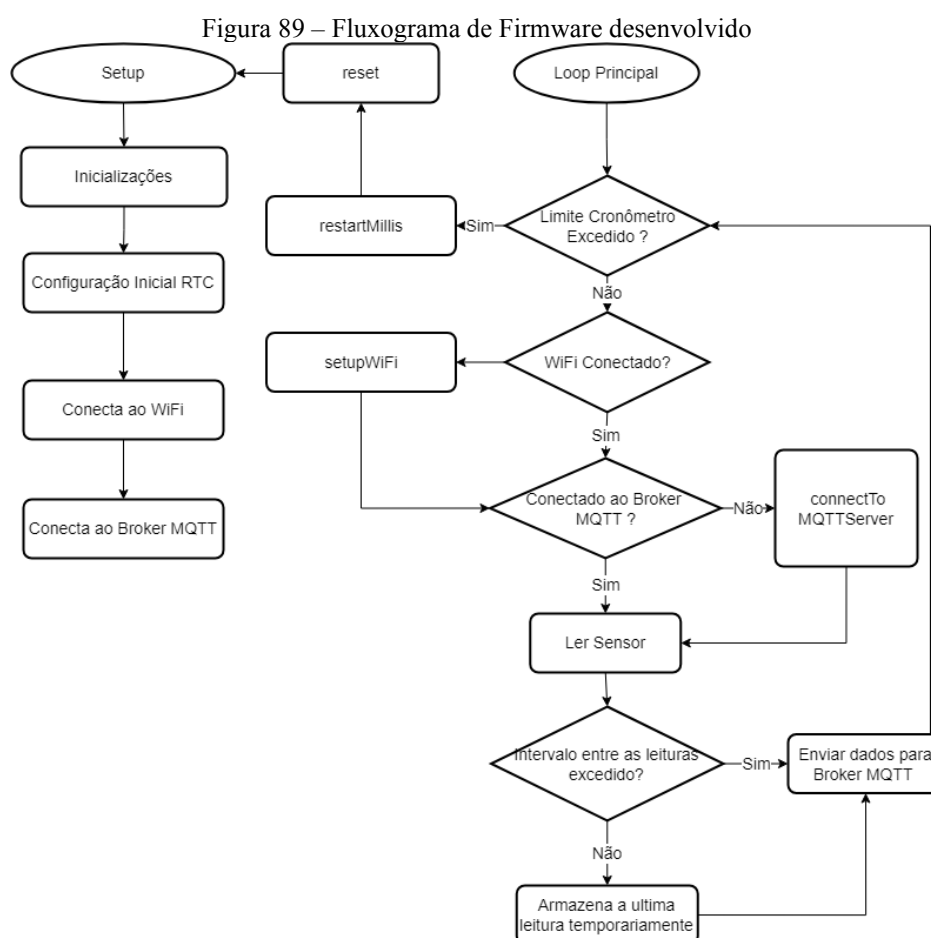 Figura 89 – Fluxograma de Firmware desenvolvido
Setup
reset
Loop Principal
Inicializações
restartMillis
Sim
Limite Cronômetro
Excedido ?
Configuração Inicial RTC
Não
setupWiFi
WiFi Conectado?
Conecta ao WiFi
Sim
Conectado ao Broker
MQTT ?
Não
connectTo
MQTTServer
Conecta ao Broker MQTT
Sim
Ler Sensor
Intervalo entre as leituras
excedido?
Sim
Enviar dados para
Broker MQTT
Não
Armazena a ultima
leitura temporariamente